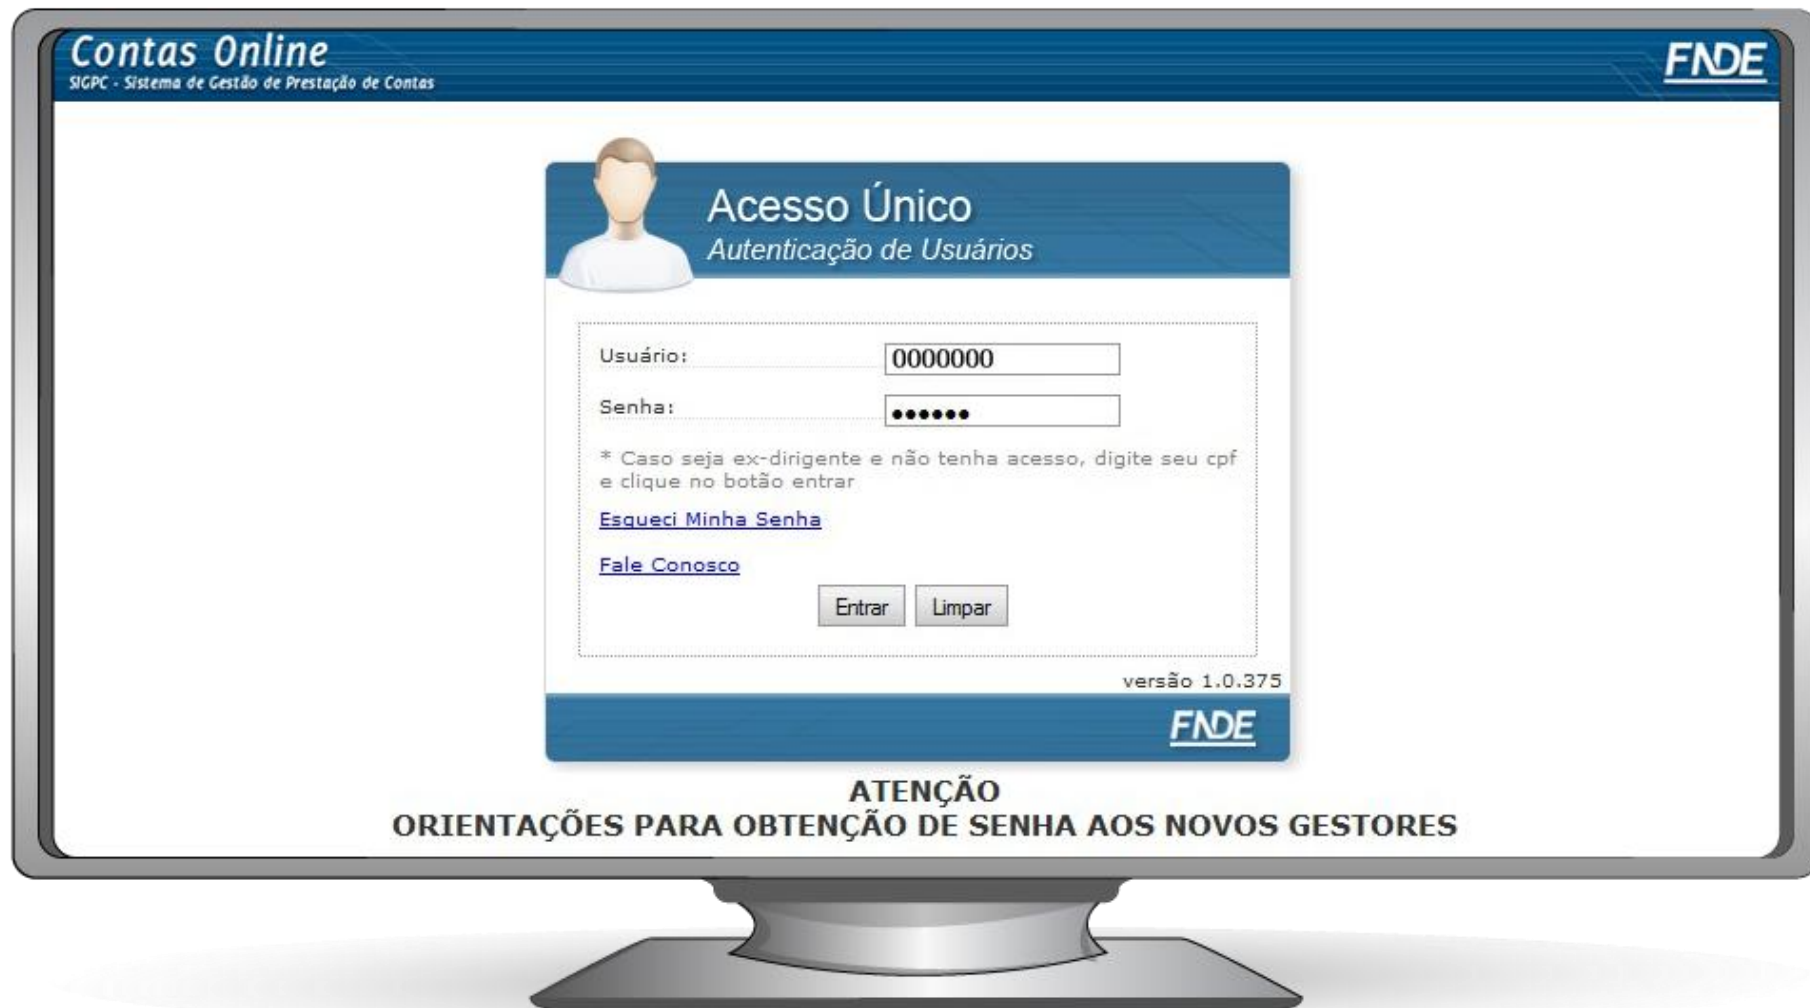 Contas Online
SIGPC - Sistema de Gestão de Prestação de Contas
FNDE
Acesso Único
Autenticação de Usuários
Usuário: 0000000
Senha: ••••••
* Caso seja ex-dirigente e não tenha acesso, digite seu cpf
e clique no botão entrar
Esqueci Minha Senha
Fale Conosco
Entrar Limpar
versão 1.0.375
FNDE
ATENÇÃO
ORIENTAÇÕES PARA OBTENÇÃO DE SENHA AOS NOVOS GESTORES